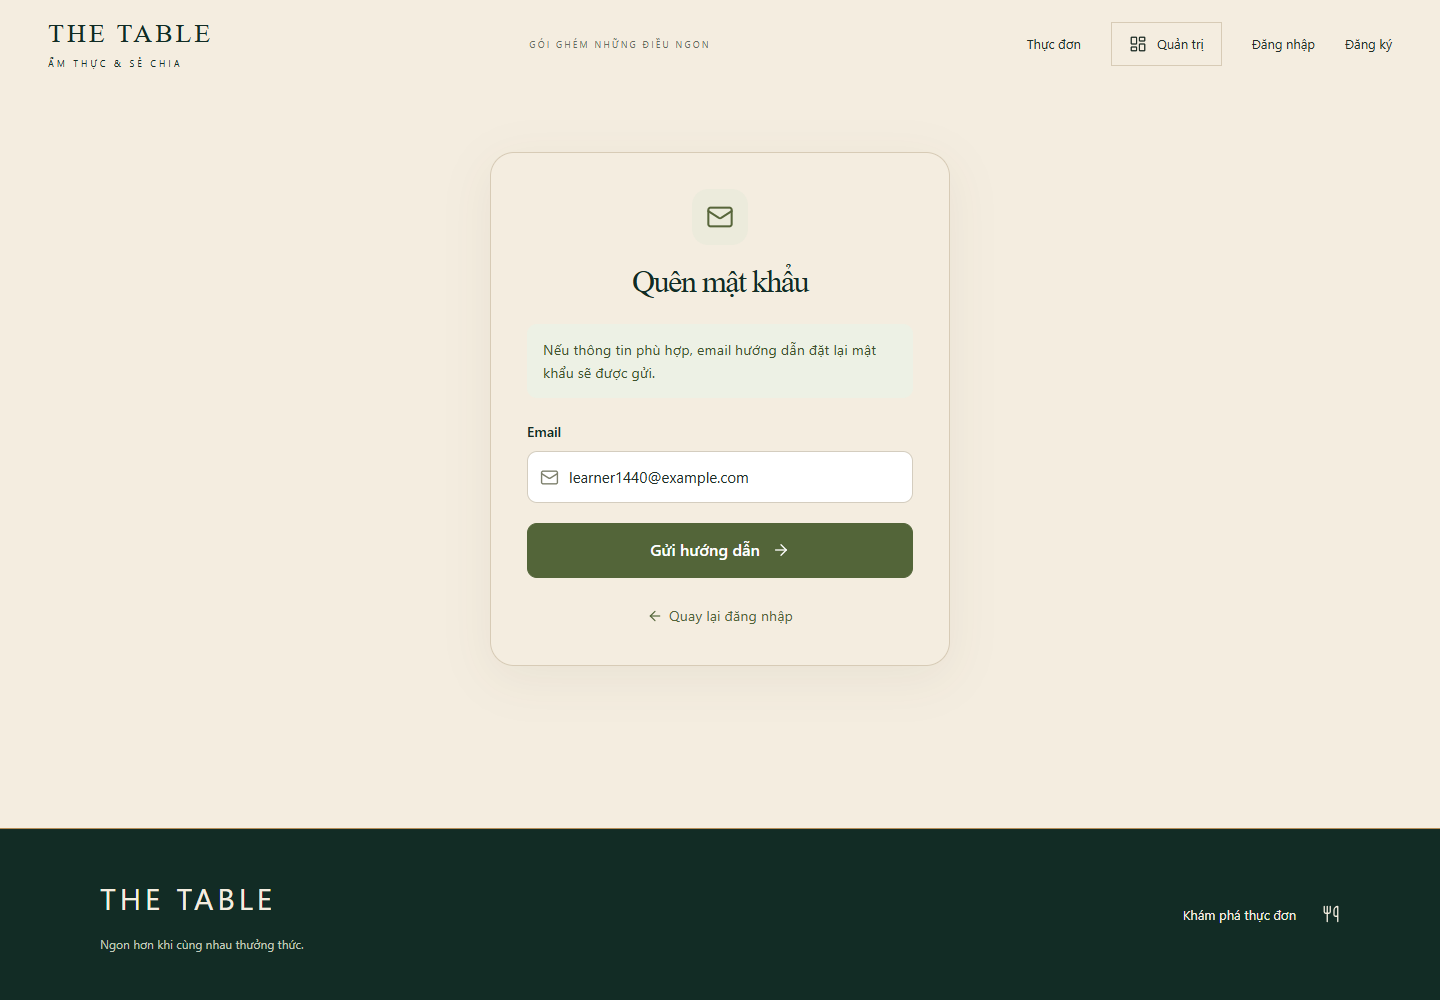 THE TABLE
ẨM THỰC & SẺ CHIA
GÓI GHÉM NHỮNG ĐIỀU NGON
Thực đơn
Quản trị
Đăng nhập
Đăng ký
Quên mật khẩu
Nếu thông tin phù hợp, email hướng dẫn đặt lại mật
khẩu sẽ được gửi.
Email
learner1440@example.com
Gửi hướng dẫn
Quay lại đăng nhập
THE TABLE
Ngon hơn khi cùng nhau thưởng thức.
Khám phá thực đơn